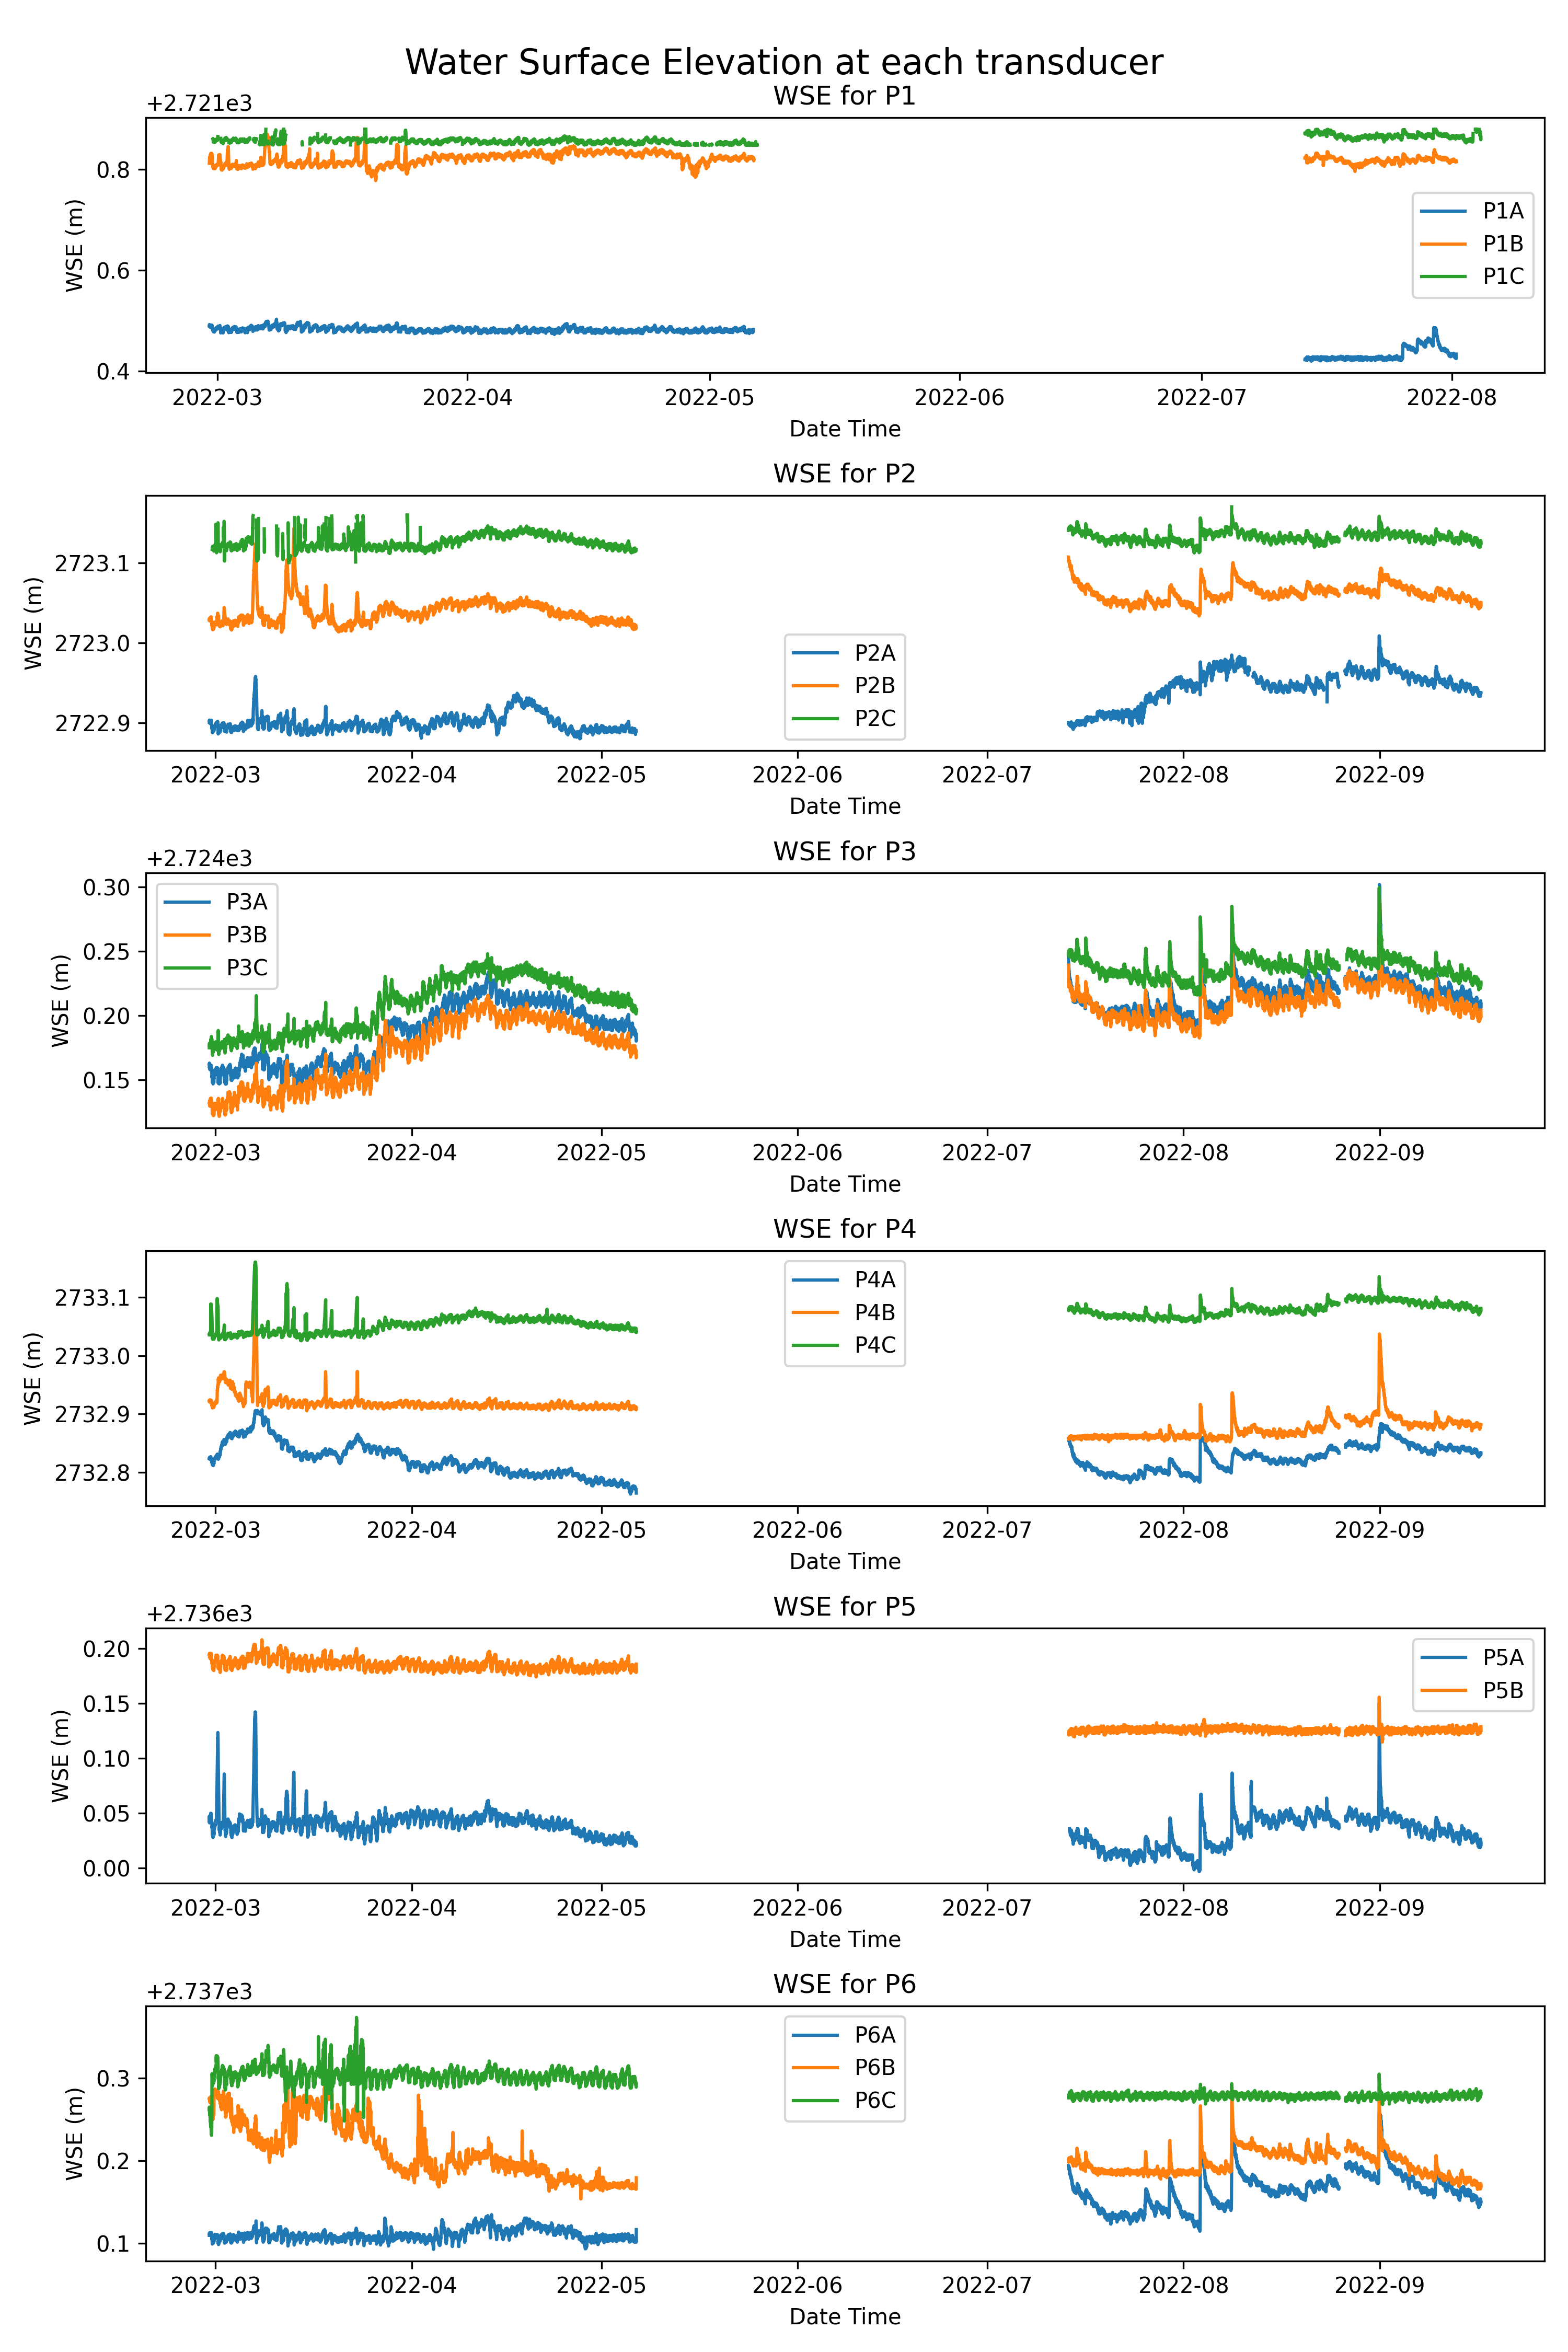 Water Surface Elevation at each transducer
WSE for P1
+2.721e3
0.8
0.6
0.4
WSE (m)
P1A
P1B
P1C
2022-03 2022-04 2022-05 2022-06 2022-07 2022-08
Date Time
WSE for P2
2723.1
2723.0
2722.9
WSE (m)
P2A
P2B
P2C
2022-03 2022-04 2022-05 2022-06 2022-07 2022-08 2022-09
Date Time
WSE for P3
+2.724e3
0.30
0.25
0.20
0.15
WSE (m)
P3A
P3B
P3C
2022-03 2022-04 2022-05 2022-06 2022-07 2022-08 2022-09
Date Time
WSE for P4
2733.1
2733.0
2732.9
2732.8
WSE (m)
P4A
P4B
P4C
2022-03 2022-04 2022-05 2022-06 2022-07 2022-08 2022-09
Date Time
WSE for P5
+2.736e3
0.20
0.15
0.10
0.05
0.00
WSE (m)
P5A
P5B
2022-03 2022-04 2022-05 2022-06 2022-07 2022-08 2022-09
Date Time
WSE for P6
+2.737e3
0.3
0.2
0.1
WSE (m)
P6A
P6B
P6C
2022-03 2022-04 2022-05 2022-06 2022-07 2022-08 2022-09
Date Time